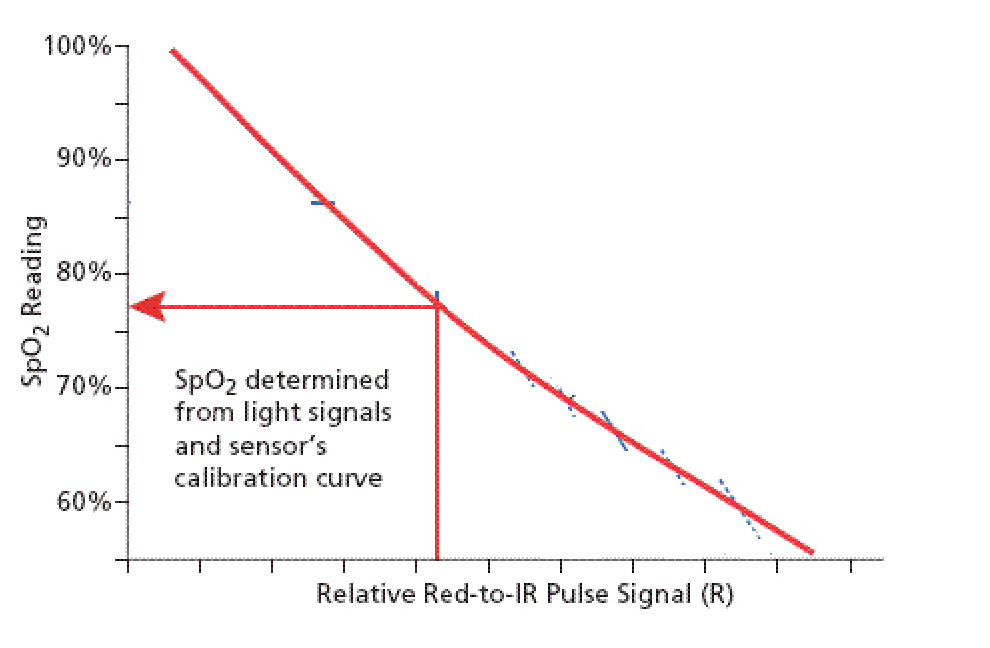 100%
90%
80%
70%
60%
SpO₂ Reading
SpO₂ determined
from light signals
and sensor's
calibration curve
Relative Red-to-IR Pulse Signal (R)